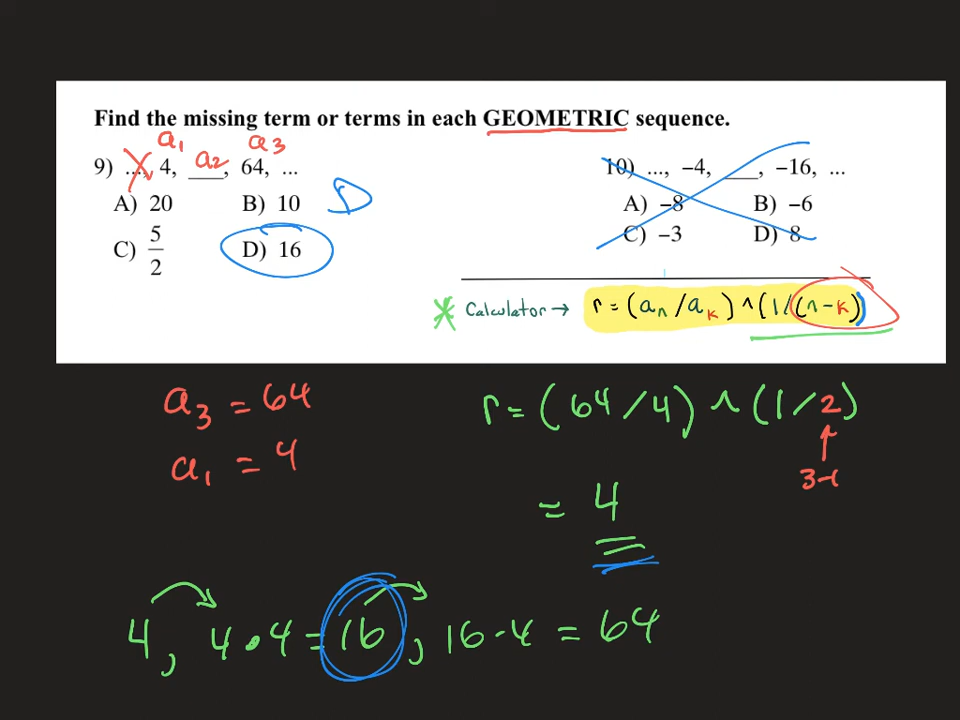 Find the missing term or terms in each GEOMETRIC sequence.
a1 a2 a3
9) ..., 4, ___, 64, ...
A) 20 B) 10
C) 5/2 D) 16
D
10) ..., −4, ___, −16, ...
A) −8 B) −6
C) −3 D) 8
* Calculator → r = (an/ak) ^ (1/(n-k))
a3 = 64
a1 = 4
r = (64/4) ^ (1/2)
3-1
= 4
4, 4•4 = 16, 16·4 = 64